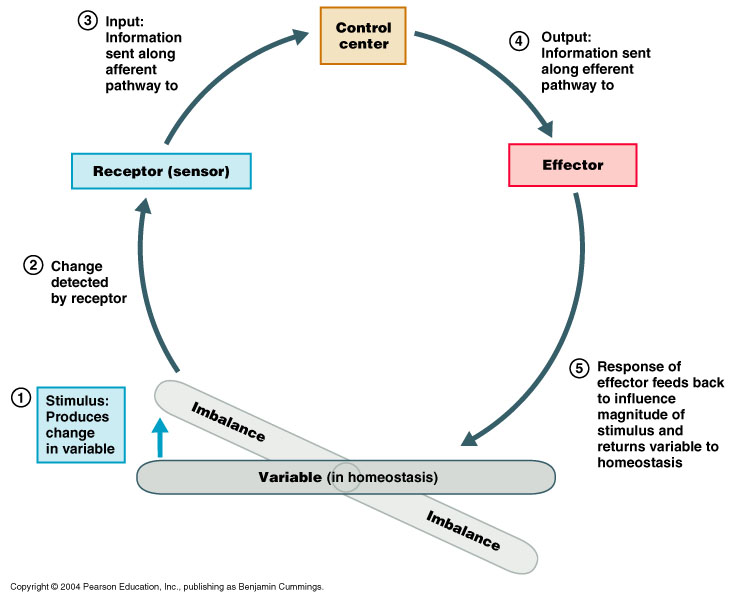 3 Input:
Information
sent along
afferent
pathway to
Control
center
4 Output:
Information sent
along efferent
pathway to
Receptor (sensor)
Effector
2 Change
detected
by receptor
1 Stimulus:
Produces
change
in variable
Imbalance
5 Response of
effector feeds back
to influence
magnitude of
stimulus and
returns variable to
homeostasis
Variable (in homeostasis)
Imbalance
Copyright © 2004 Pearson Education, Inc., publishing as Benjamin Cummings.